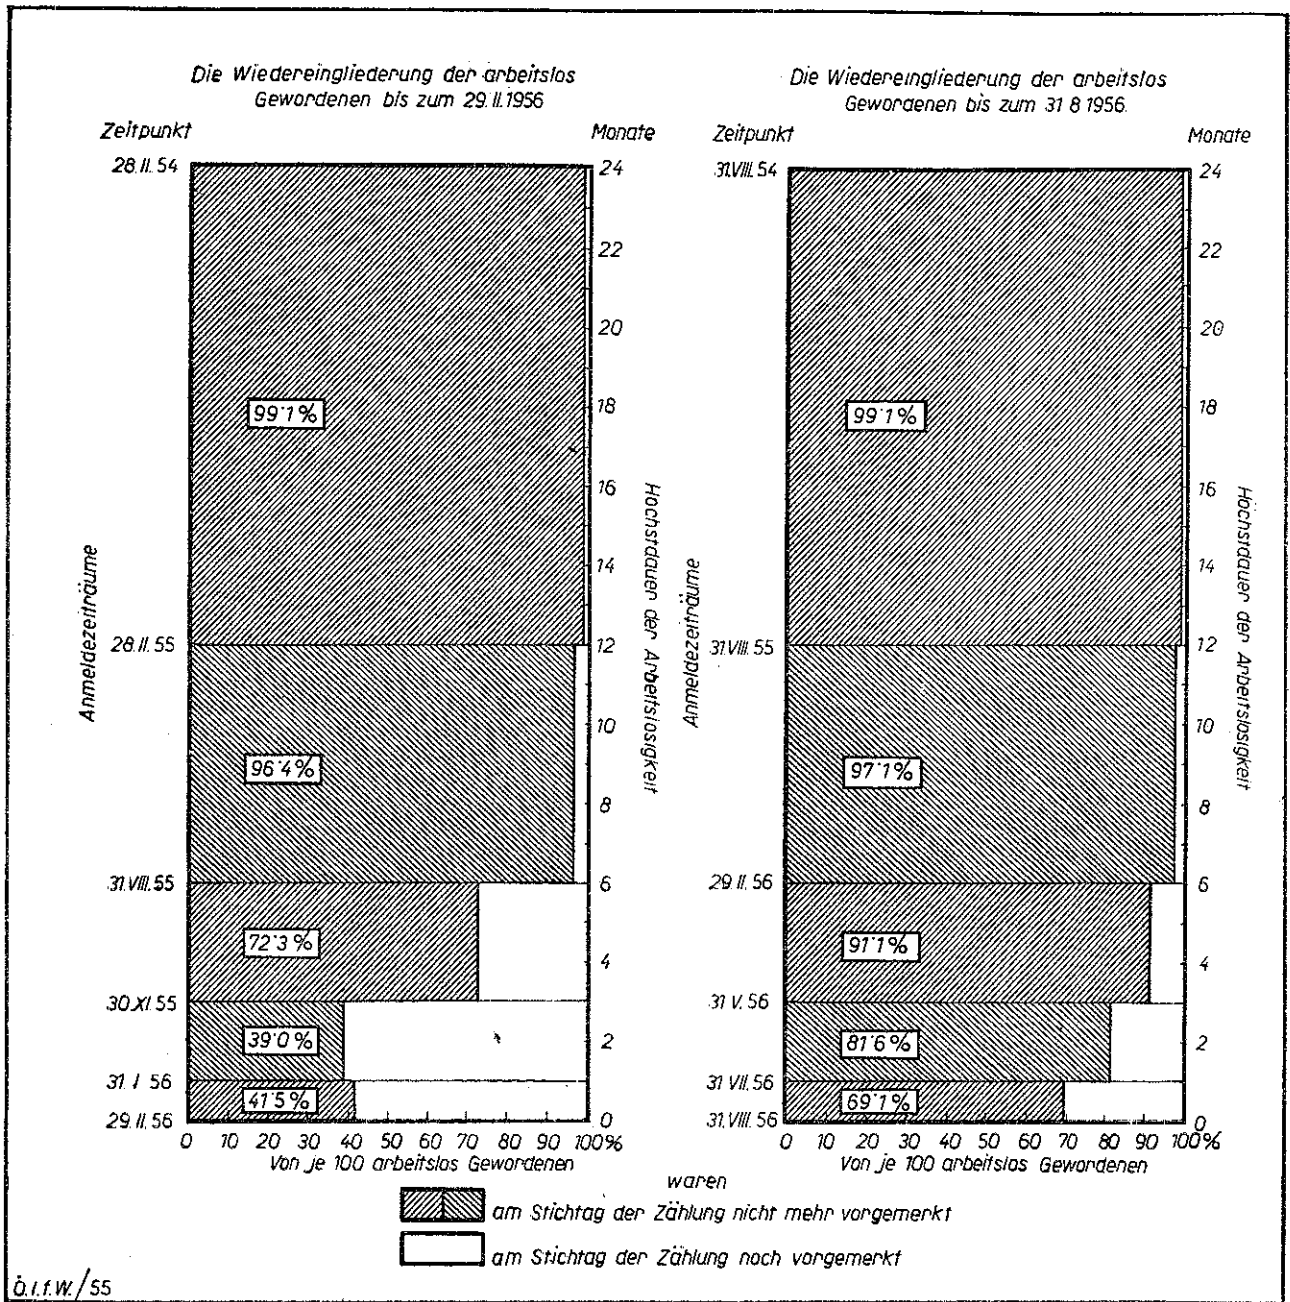 Die Wiedereingliederung der arbeitslos
Gewordenen bis zum 29. II. 1956
Zeitpunkt
Monate
28. II. 54
28. II. 55
31. VIII. 55
30. XI. 55
31 I 56
29. II. 56
Anmeldezeiträume
99·1 %
96·4 %
72·3 %
39·0 %
41·5 %
24
22
20
18
16
14
12
10
8
6
4
2
0
Höchstdauer der Arbeitslosigkeit
0 10 20 30 40 50 60 70 80 90 100%
Von je 100 arbeitslos Gewordenen
Die Wiedereingliederung der arbeitslos
Gewordenen bis zum 31 8 1956.
Zeitpunkt
Monate
31. VIII. 54
31. VIII. 55
29. II. 56
31 V. 56
31 VII. 56
31. VIII. 56
Anmeldezeiträume
99·1 %
97·1 %
91·1 %
81·6 %
69·1 %
24
22
20
18
16
14
12
10
8
6
4
2
0
Höchstdauer der Arbeitslosigkeit
0 10 20 30 40 50 60 70 80 90 100%
Von je 100 arbeitslos Gewordenen
waren
am Stichtag der Zählung nicht mehr vorgemerkt
am Stichtag der Zählung noch vorgemerkt
Ö.I.f.W./55